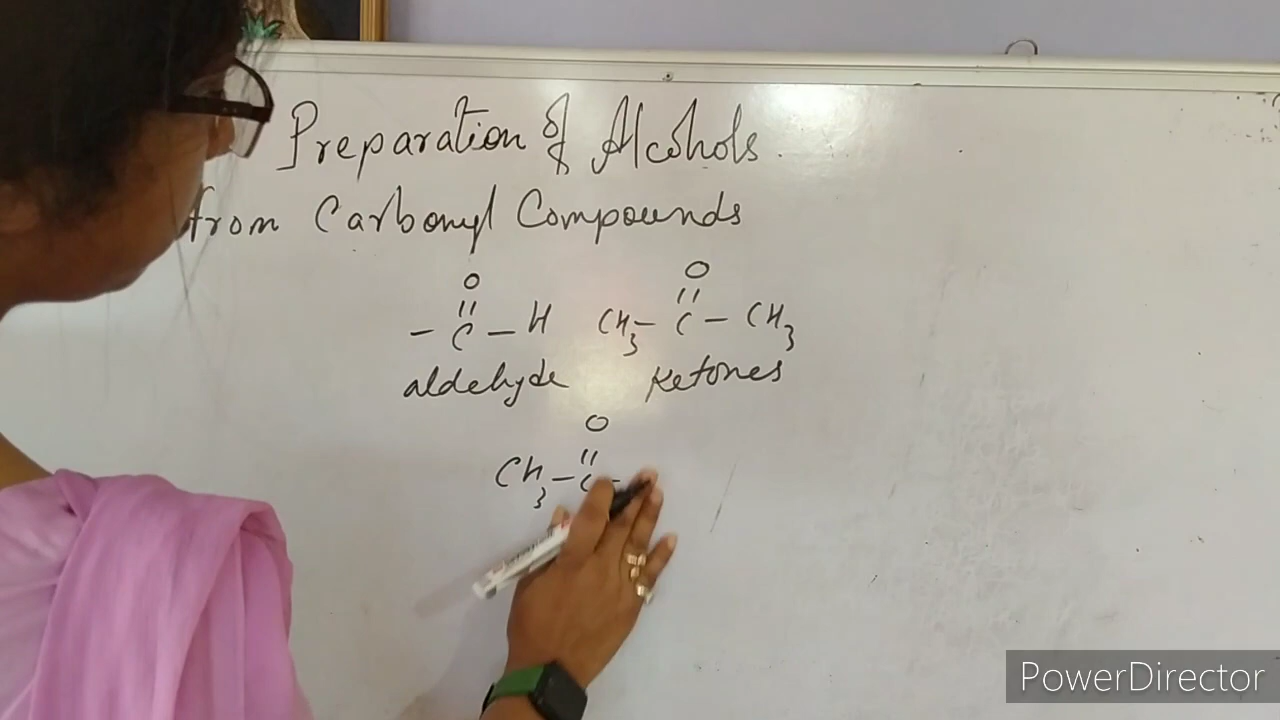 Preparation of Alcohols
from Carbonyl Compounds
O O
|| ||
- C - H CH3 - C - CH3
aldehyde Ketones
O
||
CH3 - C -
PowerDirector